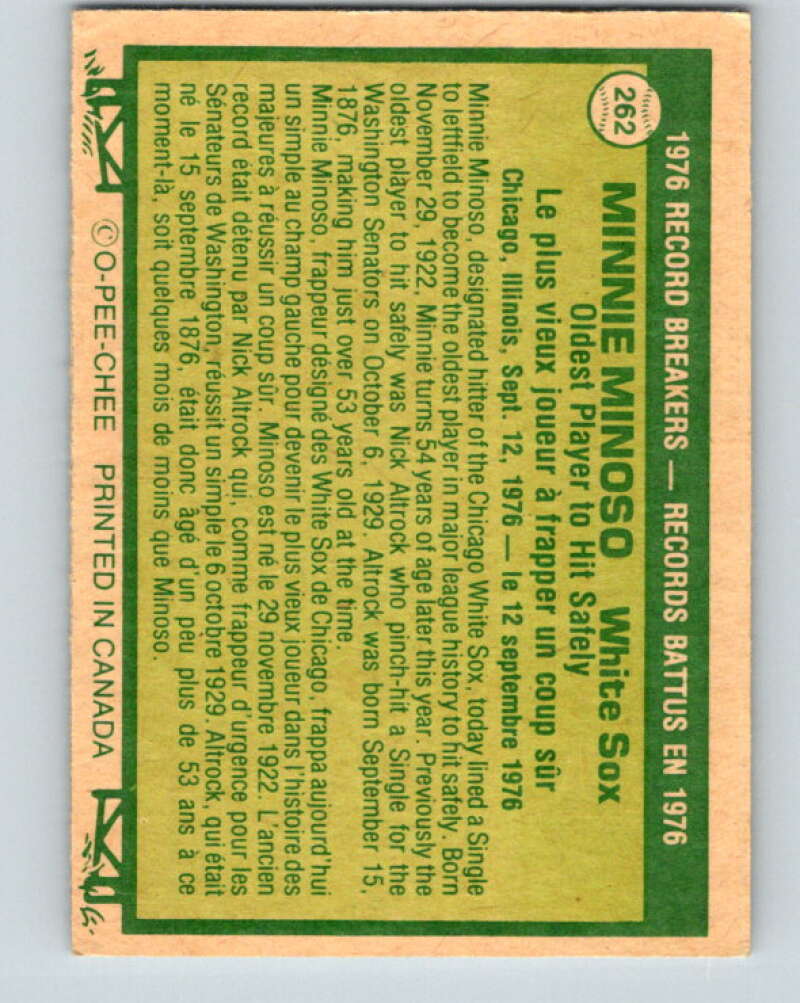 1976 RECORD BREAKERS — RECORDS BATTUS EN 1976
262
MINNIE MINOSO White Sox
Oldest Player to Hit Safely
Le plus vieux joueur à frapper un coup sûr
Chicago, Illinois, Sept. 12, 1976 — le 12 septembre 1976
Minnie Minoso, designated hitter of the Chicago White Sox, today lined a Single
to leftfield to become the oldest player in major league history to hit safely. Born
November 29, 1922, Minnie turns 54 years of age later this year. Previously the
oldest player to hit safely was Nick Altrock who pinch-hit a Single for the
Washington Senators on October 6, 1929. Altrock was born September 15,
1876, making him just over 53 years old at the time.
Minnie Minoso, frappeur désigné des White Sox de Chicago, frappa aujourd'hui
un simple au champ gauche pour devenir le plus vieux joueur dans l'histoire des
majeures à réussir un coup sûr. Minoso est né le 29 novembre 1922. L'ancien
record était détenu par Nick Altrock qui, comme frappeur d'urgence pour les
Sénateurs de Washington, réussit un simple le 6 octobre 1929. Altrock, qui était
né le 15 septembre 1876, était donc âgé d'un peu plus de 53 ans à ce
moment-là, soit quelques mois de moins que Minoso.
©O-PEE-CHEE PRINTED IN CANADA